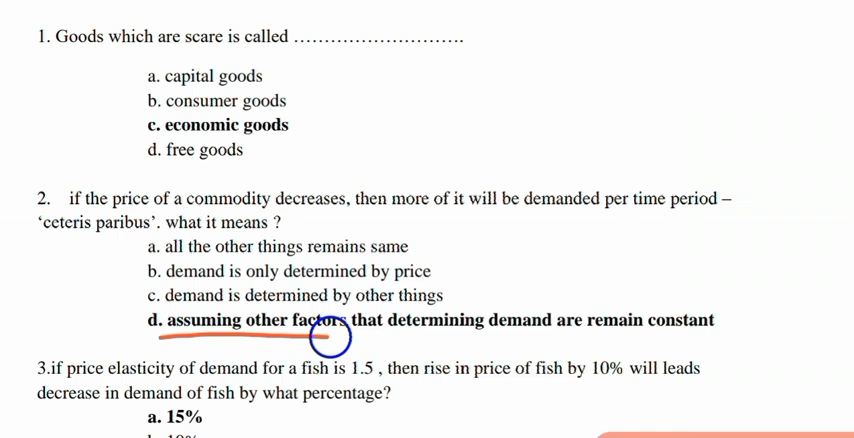 1. Goods which are scare is called ............................
a. capital goods
b. consumer goods
c. economic goods
d. free goods
2. if the price of a commodity decreases, then more of it will be demanded per time period –
‘ceteris paribus’. what it means ?
a. all the other things remains same
b. demand is only determined by price
c. demand is determined by other things
d. assuming other factors that determining demand are remain constant
3.if price elasticity of demand for a fish is 1.5 , then rise in price of fish by 10% will leads
decrease in demand of fish by what percentage?
a. 15%